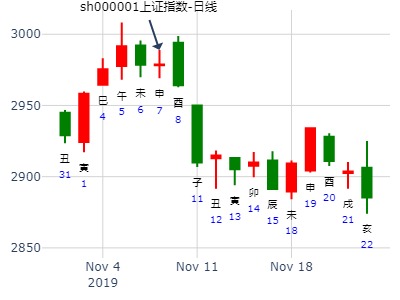 sh000001上证指数-日线
3000
2950
2900
2850
丑
31
寅
1
巳
4
午
5
未
6
申
7
酉
8
子
11
丑
12
寅
13
卯
14
辰
15
未
18
申
19
酉
20
戌
21
亥
22
Nov 4
2019
Nov 11
Nov 18